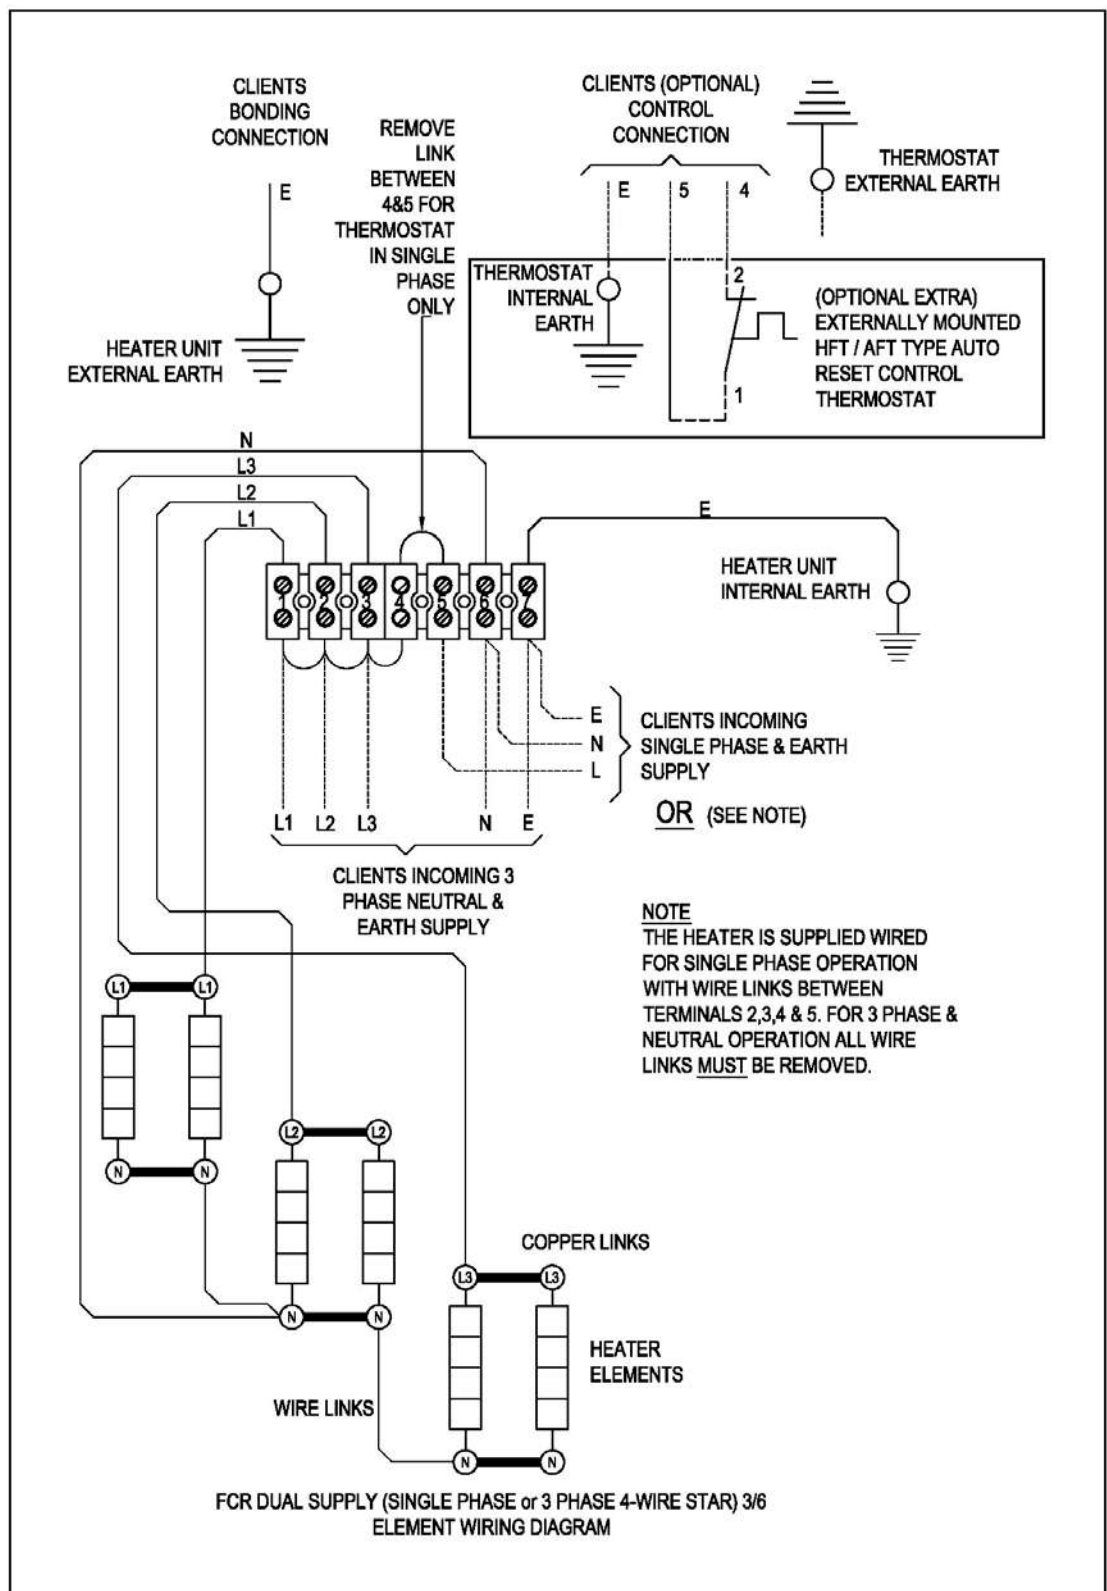 CLIENTS
BONDING
CONNECTION
E
HEATER UNIT
EXTERNAL EARTH
REMOVE
LINK
BETWEEN
4&5 FOR
THERMOSTAT
IN SINGLE
PHASE
ONLY
CLIENTS (OPTIONAL)
CONTROL
CONNECTION
E
5
4
THERMOSTAT
EXTERNAL EARTH
THERMOSTAT
INTERNAL
EARTH
2
1
(OPTIONAL EXTRA)
EXTERNALLY MOUNTED
HFT / AFT TYPE AUTO
RESET CONTROL
THERMOSTAT
N
L3
L2
L1
E
HEATER UNIT
INTERNAL EARTH
1 2 3 4 5 6 7
E
N
L
CLIENTS INCOMING
SINGLE PHASE & EARTH
SUPPLY
OR (SEE NOTE)
L1 L2 L3 N E
CLIENTS INCOMING 3
PHASE NEUTRAL &
EARTH SUPPLY
NOTE
THE HEATER IS SUPPLIED WIRED
FOR SINGLE PHASE OPERATION
WITH WIRE LINKS BETWEEN
TERMINALS 2,3,4 & 5. FOR 3 PHASE &
NEUTRAL OPERATION ALL WIRE
LINKS MUST BE REMOVED.
L1 L1
N N
L2 L2
N N
COPPER LINKS
L3 L3
HEATER
ELEMENTS
WIRE LINKS
N N
FCR DUAL SUPPLY (SINGLE PHASE or 3 PHASE 4-WIRE STAR) 3/6
ELEMENT WIRING DIAGRAM